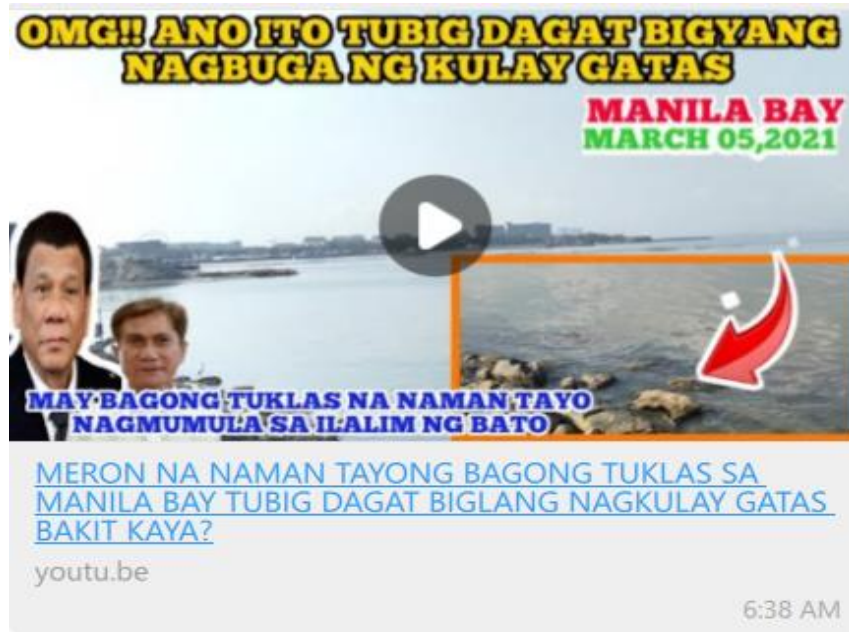 OMG!! ANO ITO TUBIG DAGAT BIGYANG
NAGBUGA NG KULAY GATAS
MANILA BAY
MARCH 05,2021
MAY BAGONG TUKLAS NA NAMAN TAYO
NAGMUMULA SA ILALIM NG BATO
MERON NA NAMAN TAYONG BAGONG TUKLAS SA
MANILA BAY TUBIG DAGAT BIGLANG NAGKULAY GATAS
BAKIT KAYA?
youtu.be
6:38 AM